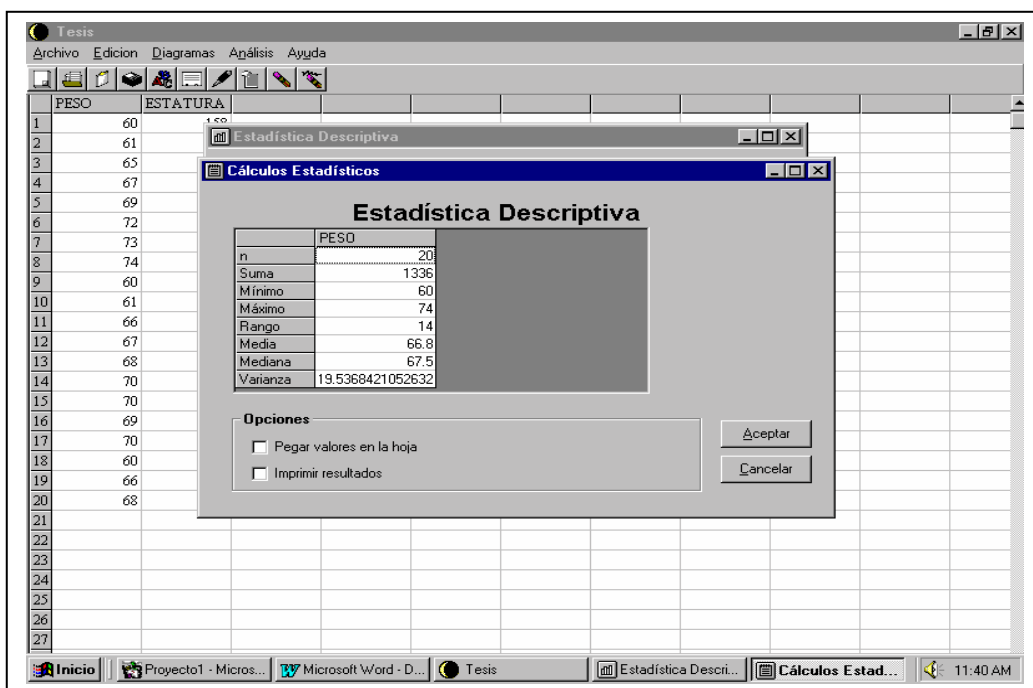 Tesis
Archivo Edicion Diagramas Análisis Ayuda
PESO ESTATURA
1 60
2 61
3 65
4 67
5 69
6 72
7 73
8 74
9 60
10 61
11 66
12 67
13 68
14 70
15 70
16 69
17 70
18 60
19 66
20 68
21
22
23
24
25
26
27
Estadística Descriptiva
Cálculos Estadísticos
Estadística Descriptiva
PESO
n 20
Suma 1336
Mínimo 60
Máximo 74
Rango 14
Media 66.8
Mediana 67.5
Varianza 19.5368421052632
Opciones
Pegar valores en la hoja
Imprimir resultados
Aceptar
Cancelar
Inicio Proyecto1 - Micros... Microsoft Word - D... Tesis Estadística Descri... Cálculos Estad... 11:40 AM